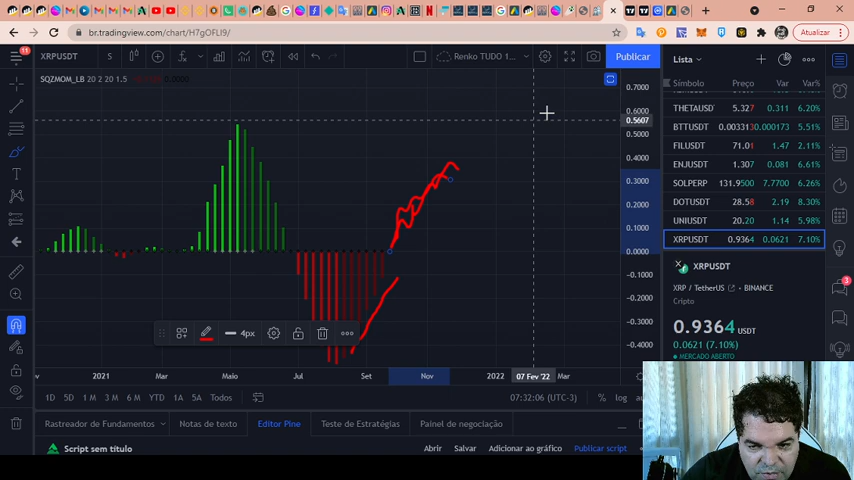 br.tradingview.com/chart/H7gOFLI9/
Atualizar
11
XRPUSDT
5
Renko TUDO 1...
Publicar
Lista
SQZMOM_LB 20 2 20 1.5
0.0000
Símbolo
Preço
Var
Var%
0.7000
0.6000
0.5607
0.5000
0.4000
0.3000
0.2000
0.1000
0.0000
-0.1000
-0.2000
-0.3000
-0.4000
THETAUSDT 5.327 0.311 6.20%
BTTUSDT 0.003313 0.000173 5.51%
FILUSDT 71.01 1.47 2.11%
ENJUSDT 1.307 0.081 6.61%
SOLPERP 131.9500 7.7700 6.26%
DOTUSDT 28.58 2.19 8.30%
UNIUSDT 20.20 1.14 5.98%
XRPUSDT 0.9364 0.0621 7.10%
XRPUSDT
XRP / TetherUS
BINANCE
Cripto
3
0.9364 USDT
0.0621 (7.10%)
MERCADO ABERTO
4px
2021
Mar
Maio
Jul
Set
Nov
2022
07 Fev '22
Mar
1D 5D 1M 3M 6M YTD 1A 5A Todos
07:32:06 (UTC-3)
%
log
Rastreador de Fundamentos
Notas de texto
Editor Pine
Teste de Estratégias
Painel de negociação
Script sem título
Abrir
Salvar
Adicionar ao gráfico
Publicar script